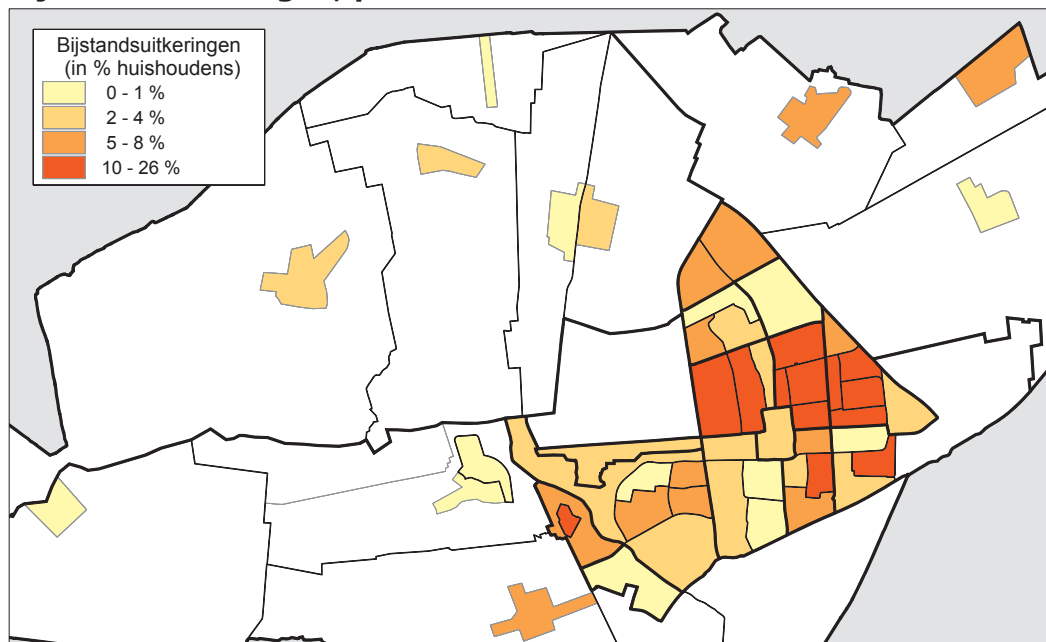 Bijstandsuitkeringen
(in % huishoudens)
0 - 1 %
2 - 4 %
5 - 8 %
10 - 26 %